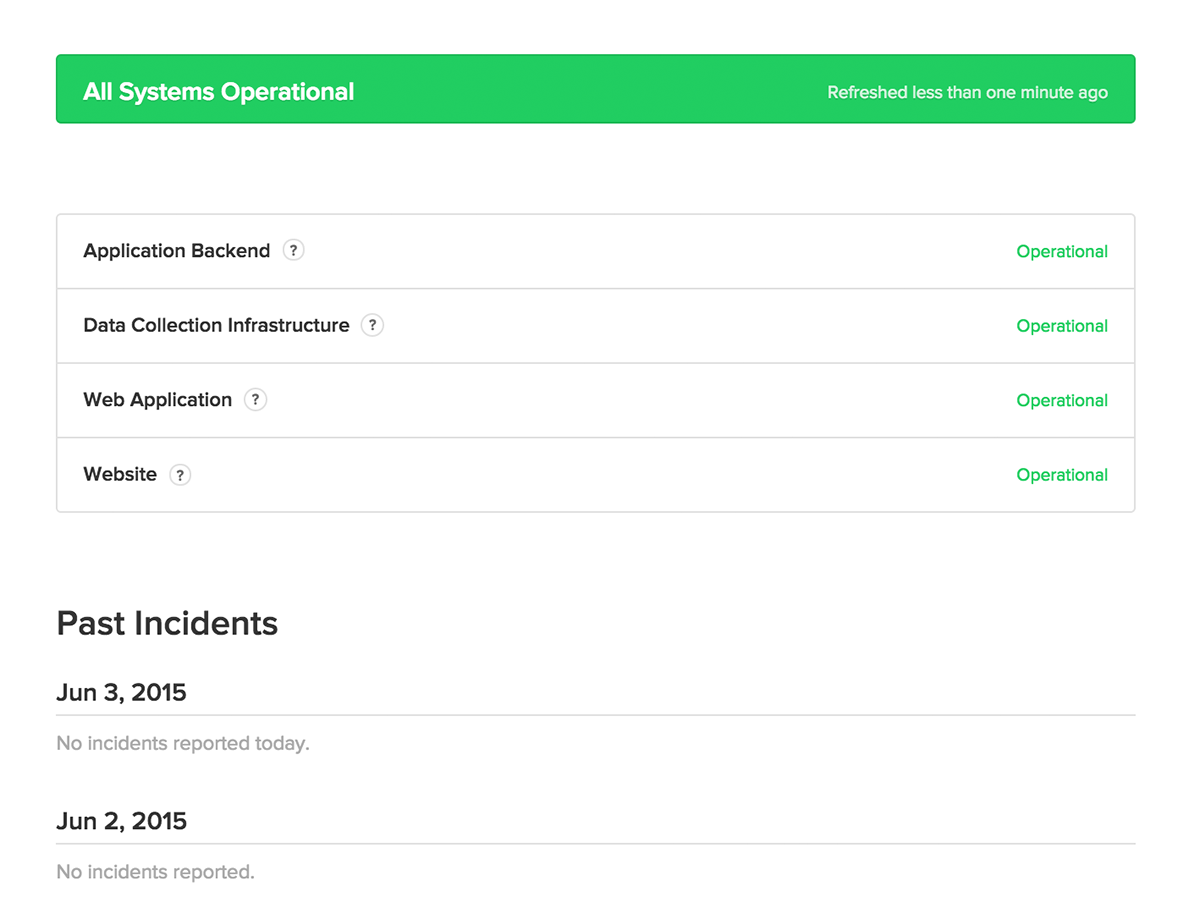 All Systems Operational Refreshed less than one minute ago
Application Backend ? Operational
Data Collection Infrastructure ? Operational
Web Application ? Operational
Website ? Operational
Past Incidents
Jun 3, 2015
No incidents reported today.
Jun 2, 2015
No incidents reported.